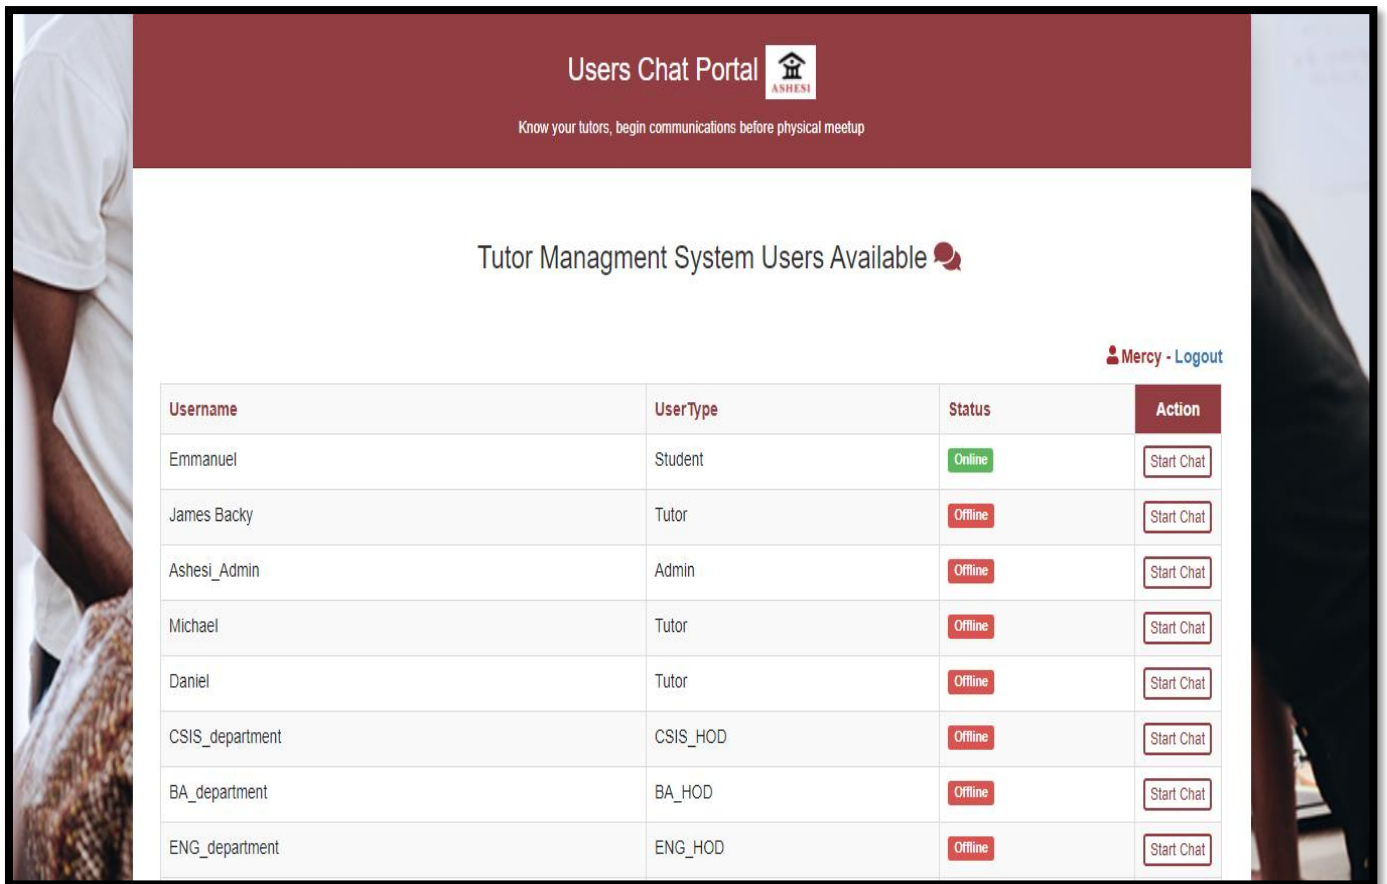 Users Chat Portal
ASHESI
Know your tutors, begin communications before physical meetup
Tutor Managment System Users Available
Mercy - Logout
Username UserType Status Action
Emmanuel Student Online Start Chat
James Backy Tutor Offline Start Chat
Ashesi_Admin Admin Offline Start Chat
Michael Tutor Offline Start Chat
Daniel Tutor Offline Start Chat
CSIS_department CSIS_HOD Offline Start Chat
BA_department BA_HOD Offline Start Chat
ENG_department ENG_HOD Offline Start Chat